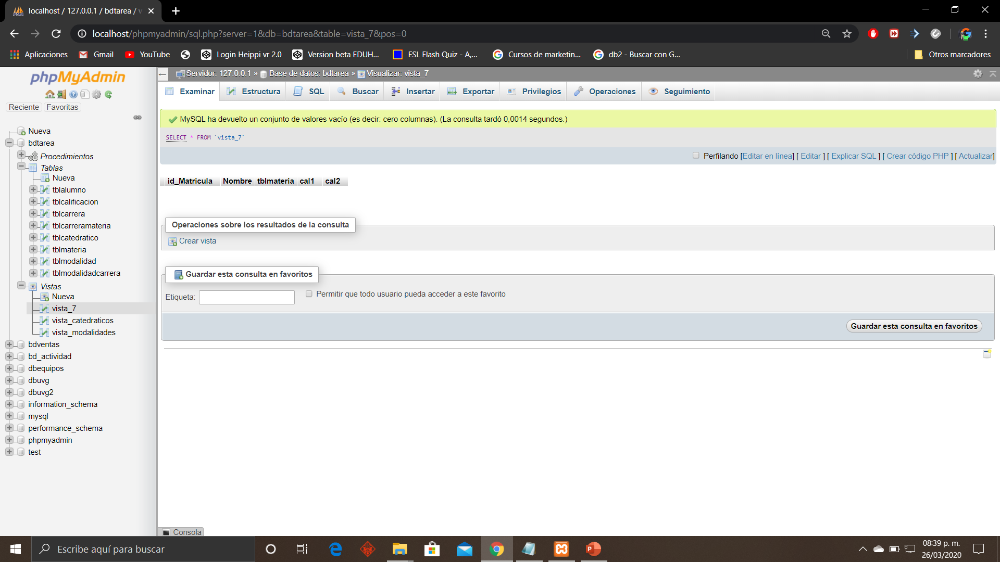 localhost / 127.0.0.1 / bdtarea / v
localhost/phpmyadmin/sql.php?server=1&db=bdtarea&table=vista_7&pos=0
Aplicaciones Gmail YouTube Login Heippi vr 2.0 Version beta EDUH... ESL Flash Quiz - A,... Cursos de marketin... db2 - Buscar con G... Otros marcadores
phpMyAdmin
Reciente Favoritas
Nueva
bdtarea
Procedimientos
Tablas
Nueva
tblalumno
tblcalificacion
tblcarrera
tblcarreramateria
tblcatedratico
tblmateria
tblmodalidad
tblmodalidadcarrera
Vistas
Nueva
vista_7
vista_catedraticos
vista_modalidades
bdventas
bd_actividad
dbequipos
dbuvg
dbuvg2
information_schema
mysql
performance_schema
phpmyadmin
test
Servidor: 127.0.0.1 » Base de datos: bdtarea » Visualizar: vista_7
Examinar Estructura SQL Buscar Insertar Exportar Privilegios Operaciones Seguimiento
MySQL ha devuelto un conjunto de valores vacío (es decir: cero columnas). (La consulta tardó 0,0014 segundos.)
SELECT * FROM `vista_7`
Perfilando [Editar en línea] [ Editar ] [ Explicar SQL ] [ Crear código PHP ] [ Actualizar]
id_Matricula Nombre tblmateria cal1 cal2
Operaciones sobre los resultados de la consulta
Crear vista
Guardar esta consulta en favoritos
Etiqueta: Permitir que todo usuario pueda acceder a este favorito
Guardar esta consulta en favoritos
Consola
Escribe aquí para buscar
08:39 p. m.
26/03/2020